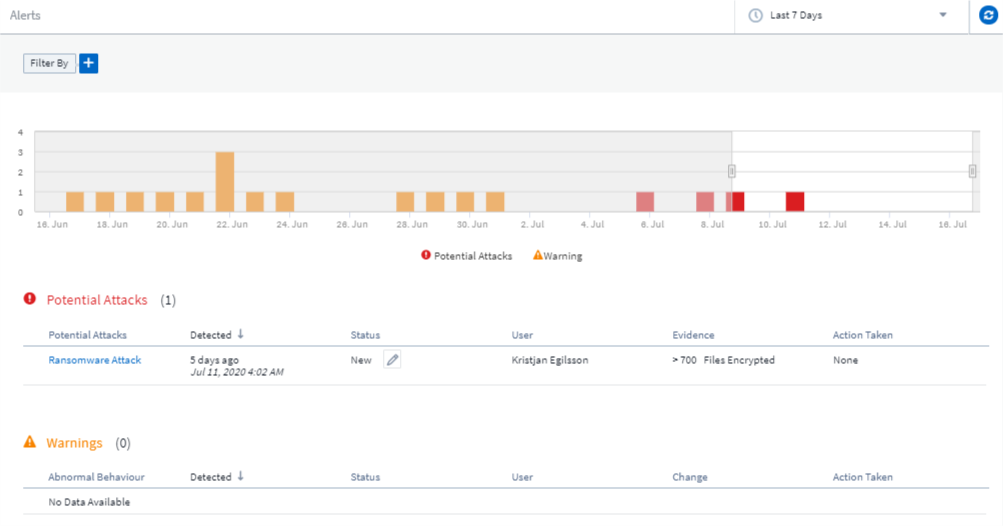 Alerts
Last 7 Days
Filter By +
4
3
2
1
0
16. Jun 18. Jun 20. Jun 22. Jun 24. Jun 26. Jun 28. Jun 30. Jun 2. Jul 4. Jul 6. Jul 8. Jul 10. Jul 12. Jul 14. Jul 16. Jul
Potential Attacks Warning
Potential Attacks (1)
Potential Attacks Detected ↓ Status User Evidence Action Taken
Ransomware Attack 5 days ago New Kristjan Egilsson > 700 Files Encrypted None
Jul 11, 2020 4:02 AM
Warnings (0)
Abnormal Behaviour Detected ↓ Status User Change Action Taken
No Data Available